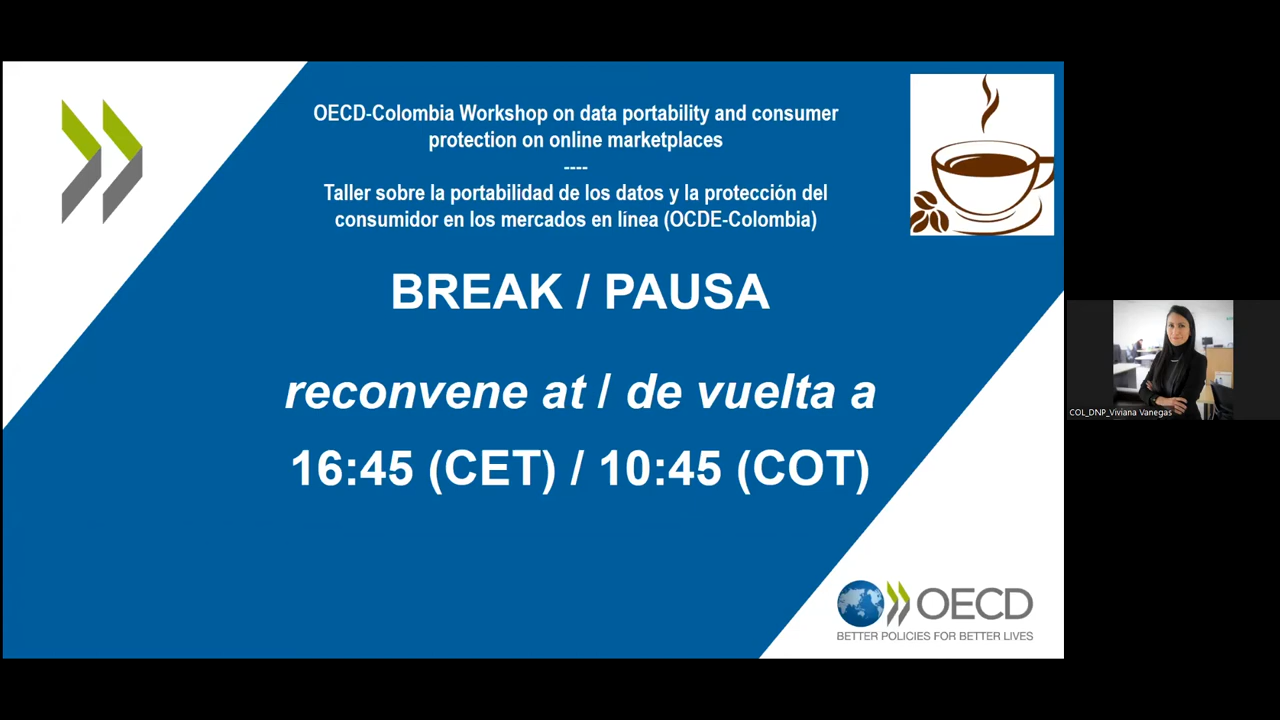 OECD-Colombia Workshop on data portability and consumer
protection on online marketplaces
----
Taller sobre la portabilidad de los datos y la protección del
consumidor en los mercados en línea (OCDE-Colombia)
BREAK / PAUSA
reconvene at / de vuelta a
16:45 (CET) / 10:45 (COT)
OECD
BETTER POLICIES FOR BETTER LIVES
COL_DNP_Viviana Vanegas